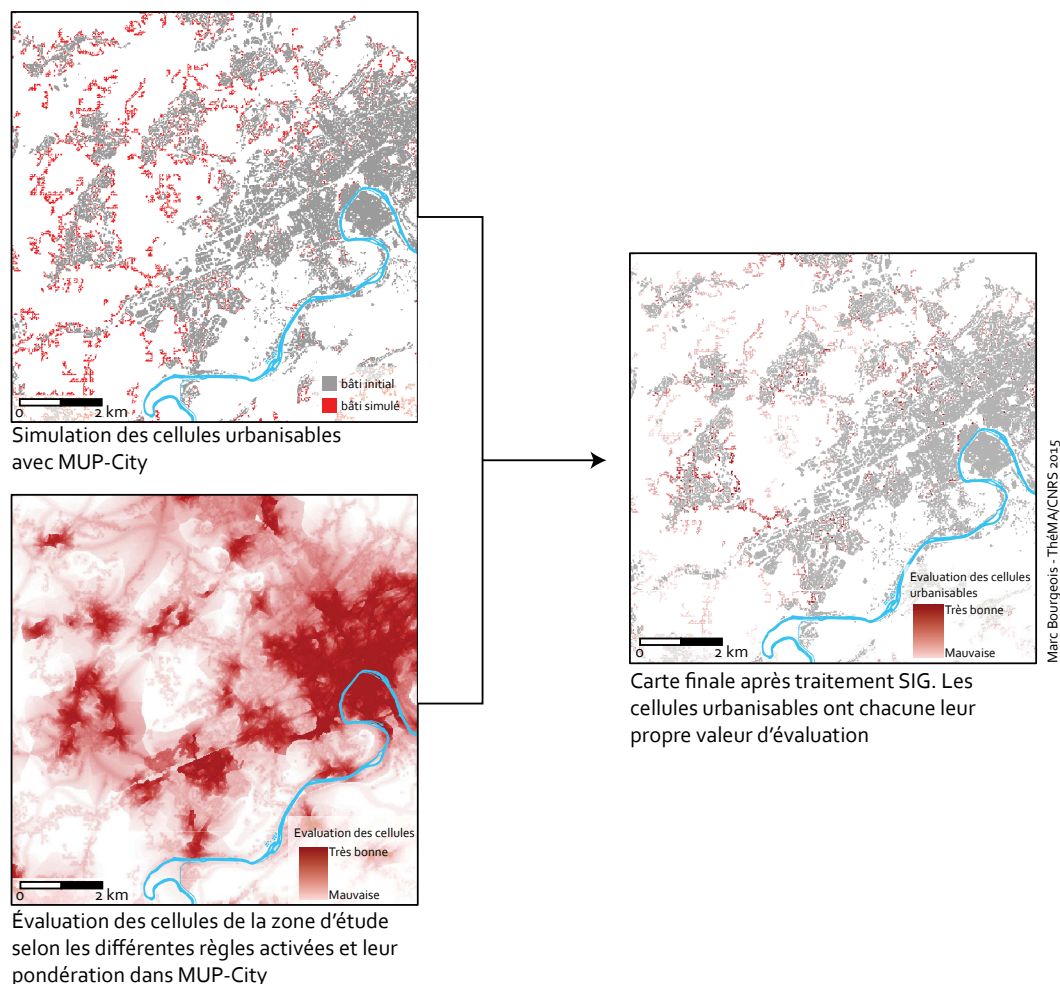 bâti initial
bâti simulé
0 2 km
Simulation des cellules urbanisables
avec MUP-City
Evaluation des cellules
Très bonne
Mauvaise
0 2 km
Évaluation des cellules de la zone d'étude
selon les différentes règles activées et leur
pondération dans MUP-City
Evaluation des cellules
urbanisables
Très bonne
Mauvaise
0 2 km
Carte finale après traitement SIG. Les
cellules urbanisables ont chacune leur
propre valeur d'évaluation
Marc Bourgeois - ThéMA/CNRS 2015